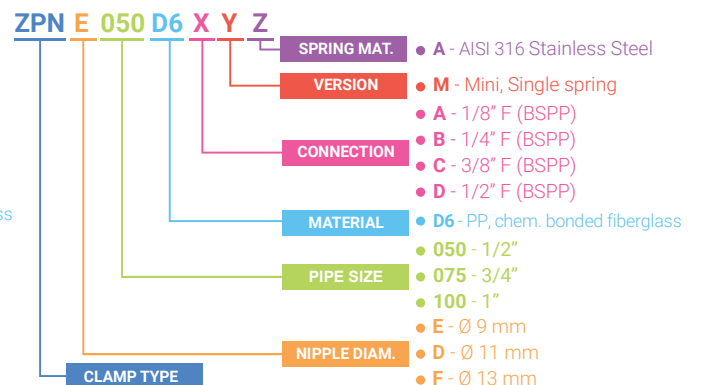 ZPN E 050 D6 X Y Z
SPRING MAT.
A - AISI 316 Stainless Steel
VERSION
M - Mini, Single spring
CONNECTION
A - 1/8” F (BSPP)
B - 1/4” F (BSPP)
C - 3/8” F (BSPP)
D - 1/2” F (BSPP)
ss
MATERIAL
D6 - PP, chem. bonded fiberglass
PIPE SIZE
050 - 1/2”
075 - 3/4”
100 - 1”
NIPPLE DIAM.
E - Ø 9 mm
D - Ø 11 mm
F - Ø 13 mm
CLAMP TYPE